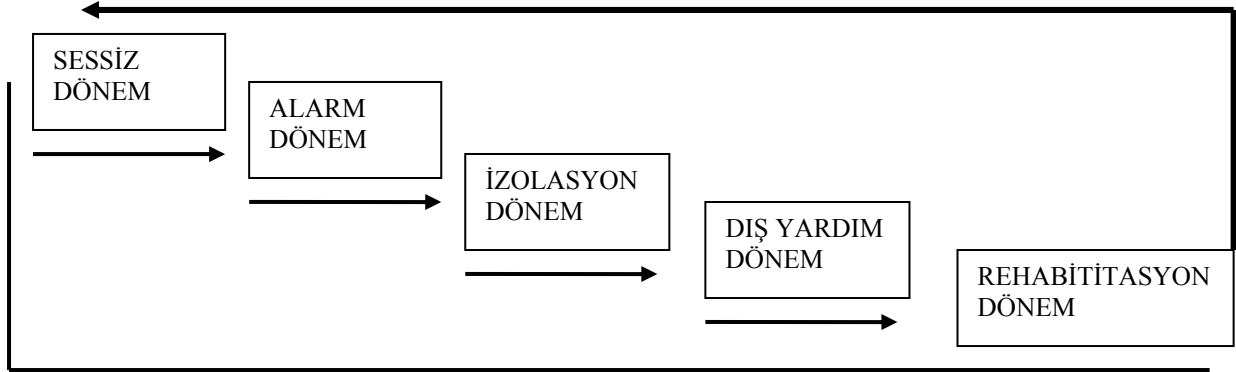 SESSİZ
DÖNEM
ALARM
DÖNEM
İZOLASYON
DÖNEM
DIŞ YARDIM
DÖNEM
REHABİTİTASYON
DÖNEM